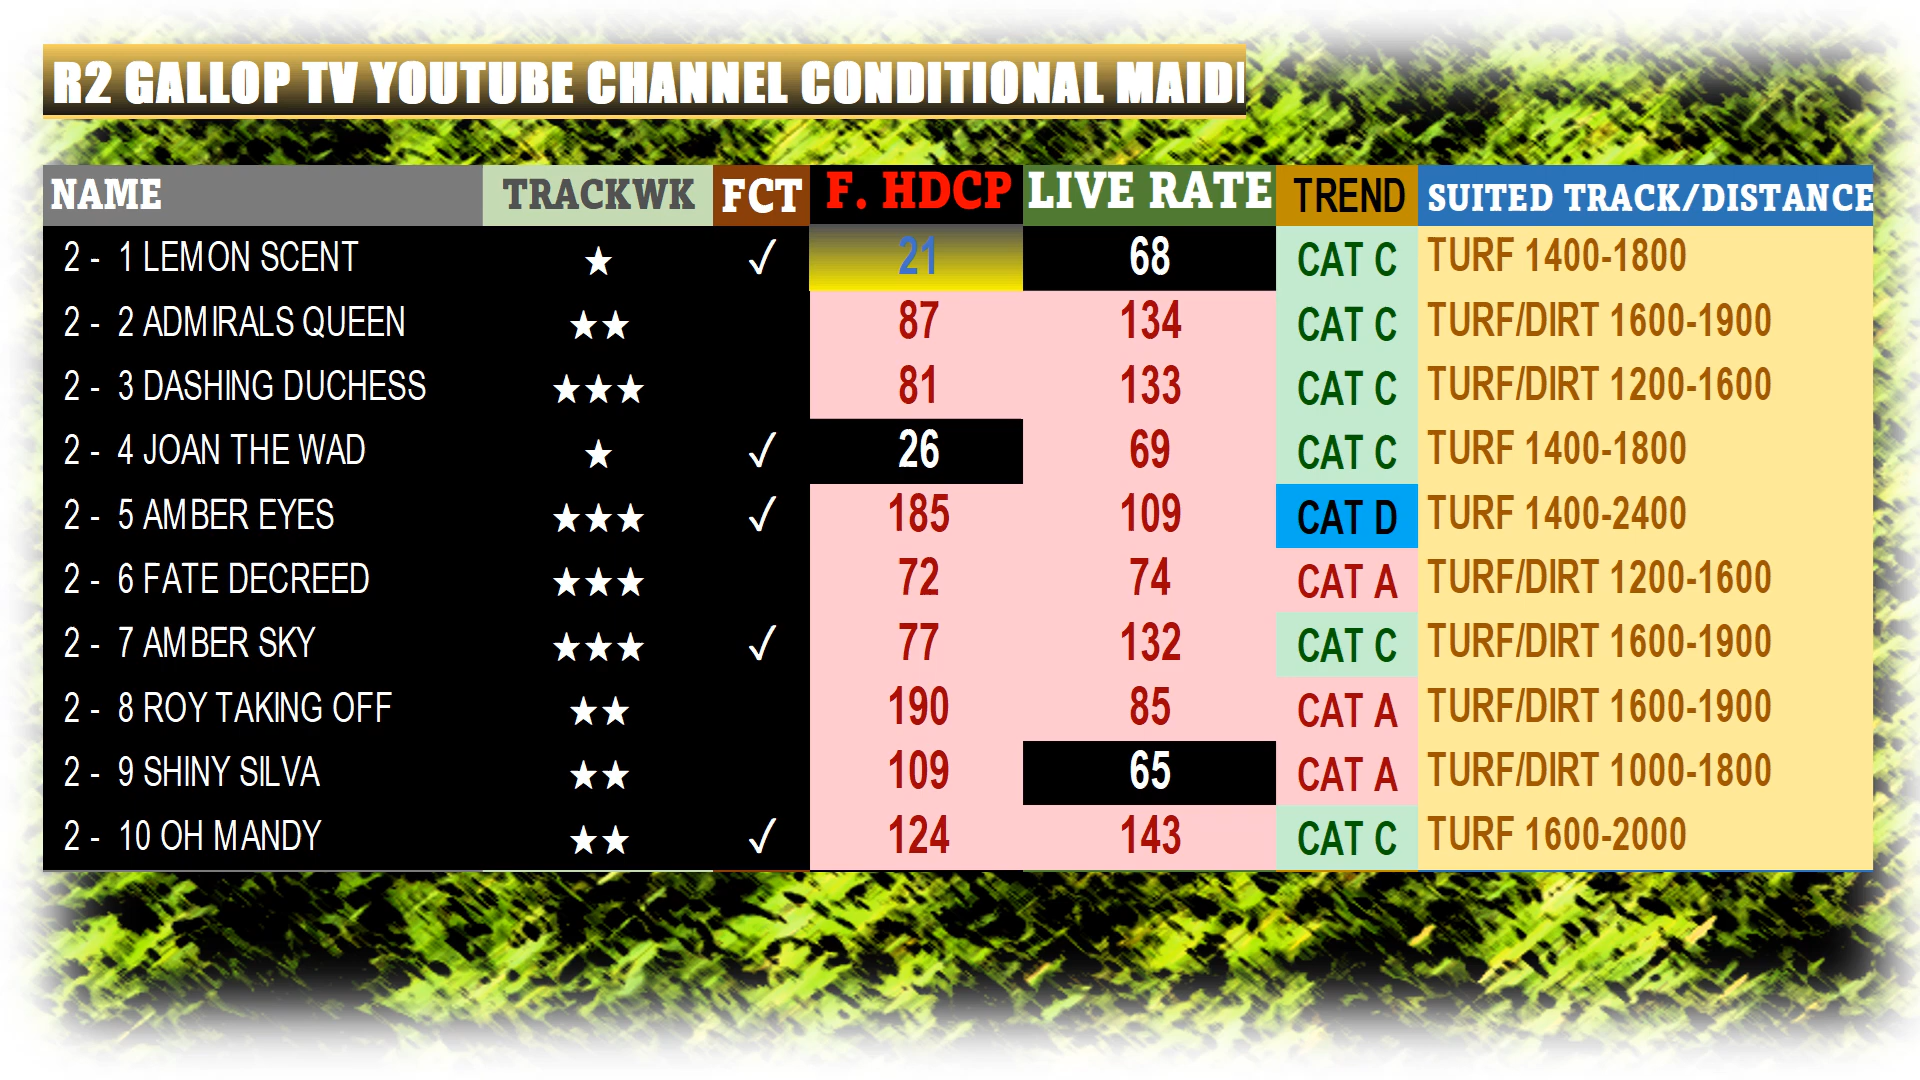 R2 GALLOP TV YOUTUBE CHANNEL CONDITIONAL MAIDI
NAME TRACKWK FCT F. HDCP LIVE RATE TREND SUITED TRACK/DISTANCE
2 - 1 LEMON SCENT ★ ✓ 21 68 CAT C TURF 1400-1800
2 - 2 ADMIRALS QUEEN ★★ 87 134 CAT C TURF/DIRT 1600-1900
2 - 3 DASHING DUCHESS ★★★ 81 133 CAT C TURF/DIRT 1200-1600
2 - 4 JOAN THE WAD ★ ✓ 26 69 CAT C TURF 1400-1800
2 - 5 AMBER EYES ★★★ ✓ 185 109 CAT D TURF 1400-2400
2 - 6 FATE DECREED ★★★ 72 74 CAT A TURF/DIRT 1200-1600
2 - 7 AMBER SKY ★★★ ✓ 77 132 CAT C TURF/DIRT 1600-1900
2 - 8 ROY TAKING OFF ★★ 190 85 CAT A TURF/DIRT 1600-1900
2 - 9 SHINY SILVA ★★ 109 65 CAT A TURF/DIRT 1000-1800
2 - 10 OH MANDY ★★ ✓ 124 143 CAT C TURF 1600-2000